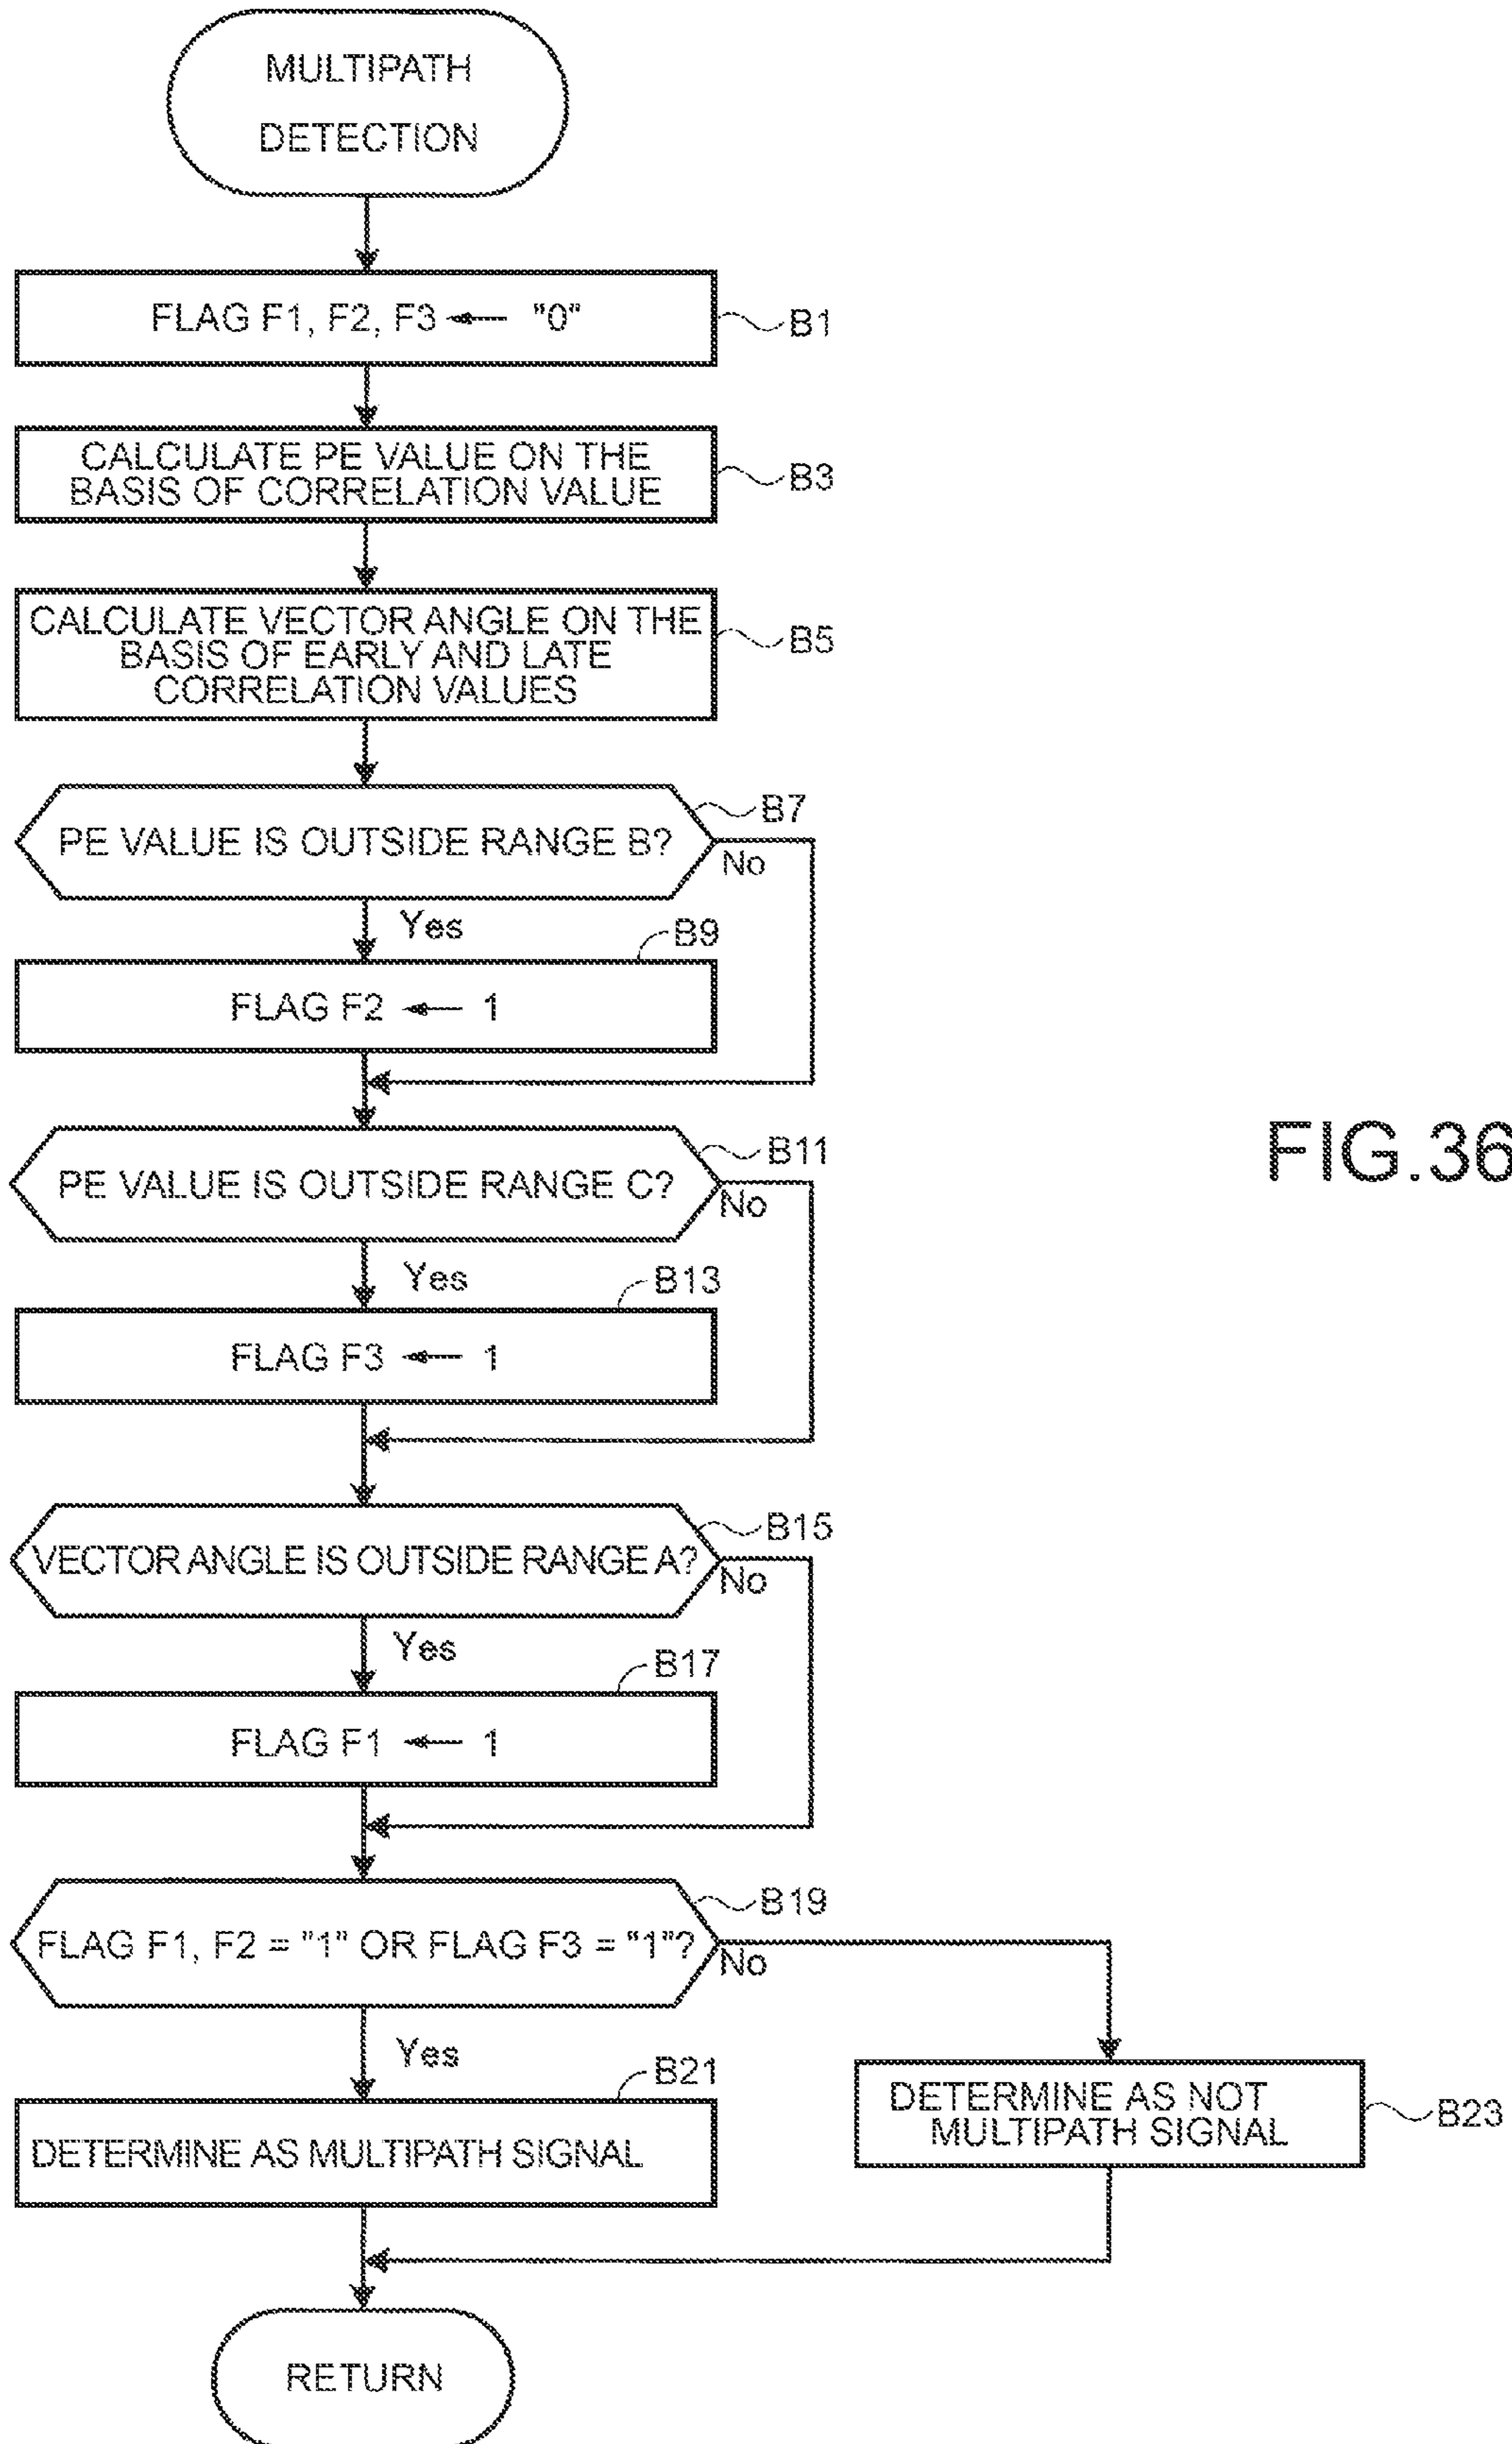 MULTIPATH
DETECTION
FLAG F1, F2, F3 ← "0"
B1
CALCULATE PE VALUE ON THE
BASIS OF CORRELATION VALUE
B3
CALCULATE VECTOR ANGLE ON THE
BASIS OF EARLY AND LATE
CORRELATION VALUES
B5
B7
PE VALUE IS OUTSIDE RANGE B?
No
Yes
B9
FLAG F2 ← 1
B11
PE VALUE IS OUTSIDE RANGE C?
No
FIG.36
Yes
B13
FLAG F3 ← 1
B15
VECTOR ANGLE IS OUTSIDE RANGE A?
No
Yes
B17
FLAG F1 ← 1
B19
FLAG F1, F2 = "1" OR FLAG F3 = "1"?
No
Yes
B21
DETERMINE AS MULTIPATH SIGNAL
DETERMINE AS NOT
MULTIPATH SIGNAL
B23
RETURN